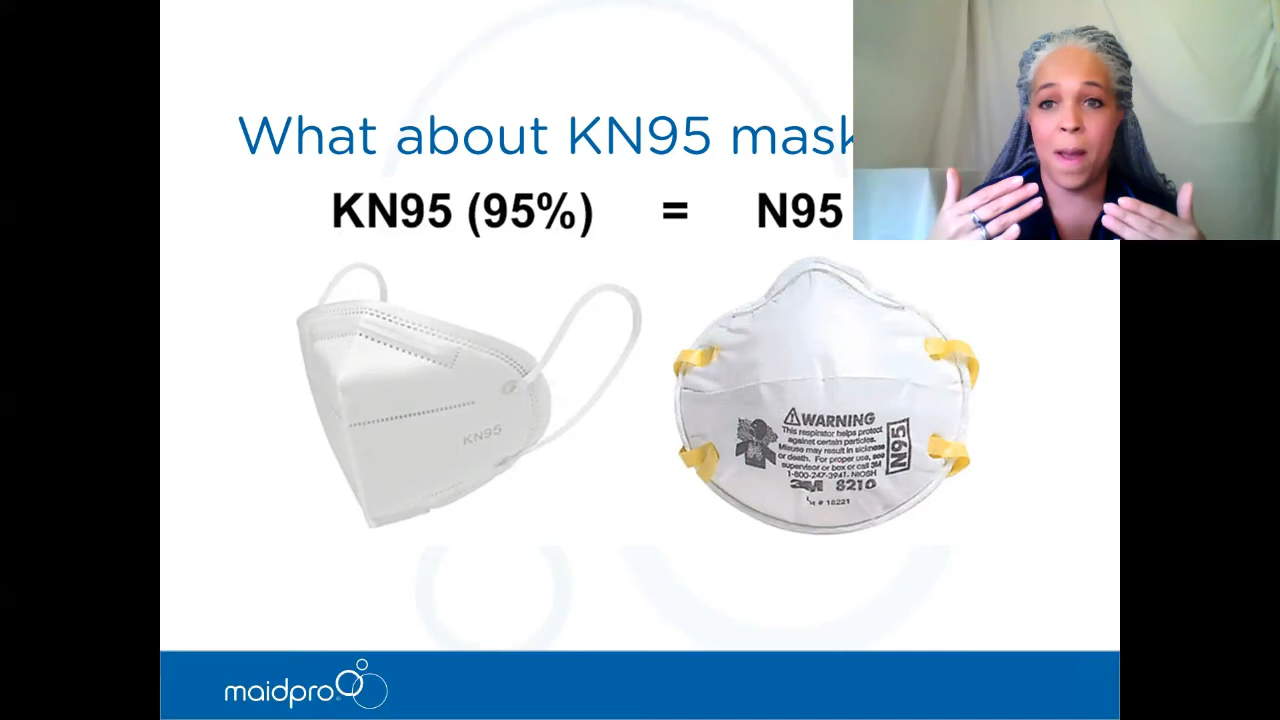 What about KN95 mask
KN95 (95%) = N95
KN95
WARNING
This respirator helps protect
against certain particles.
Misuse may result in sickness
or death. For proper use, see
supervisor or box or call 3M
1-800-247-3941. NIOSH
3M 8210
# 18221
N95
maidpro